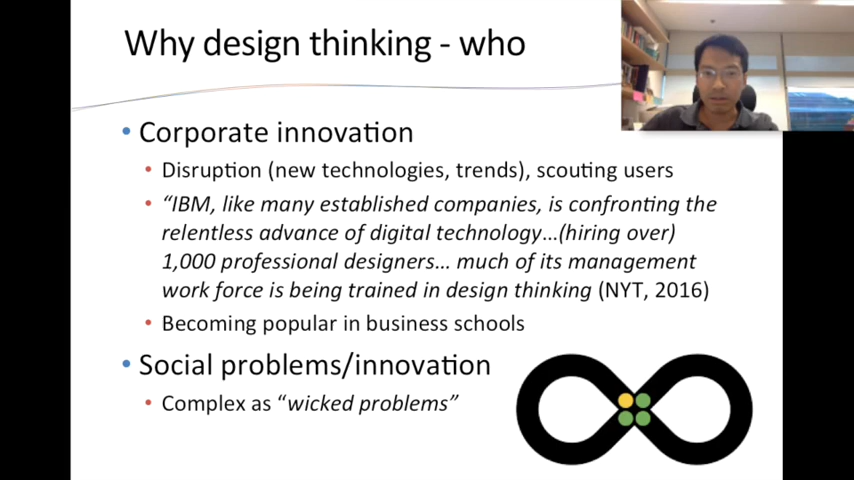 Why design thinking - who
• Corporate innovation
• Disruption (new technologies, trends), scouting users
• “IBM, like many established companies, is confronting the
relentless advance of digital technology…(hiring over)
1,000 professional designers… much of its management
work force is being trained in design thinking (NYT, 2016)
• Becoming popular in business schools
• Social problems/innovation
• Complex as “wicked problems”